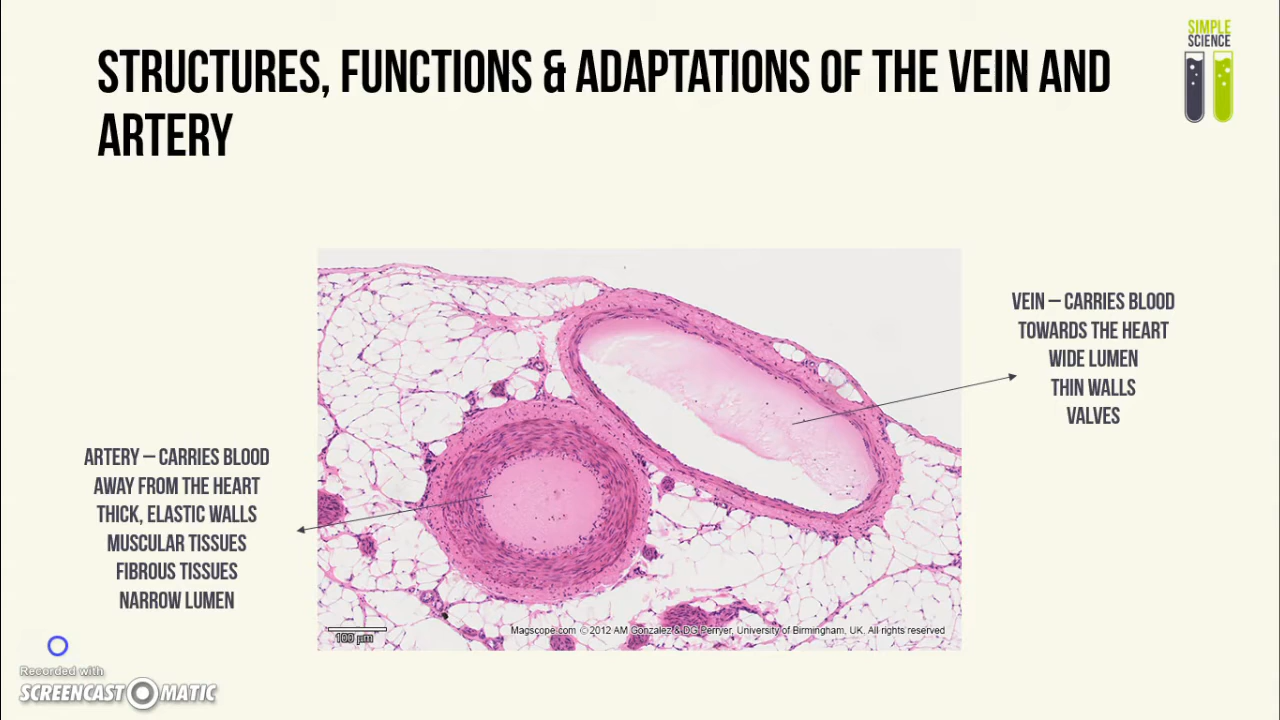 STRUCTURES, FUNCTIONS & ADAPTATIONS OF THE VEIN AND
ARTERY
SIMPLE
SCIENCE
VEIN – CARRIES BLOOD
TOWARDS THE HEART
WIDE LUMEN
THIN WALLS
VALVES
ARTERY – CARRIES BLOOD
AWAY FROM THE HEART
THICK, ELASTIC WALLS
MUSCULAR TISSUES
FIBROUS TISSUES
NARROW LUMEN
100 µm
Magscope.com ©2012 AM Gonzalez & DG Perryer, University of Birmingham, UK. All rights reserved
Recorded with
SCREENCAST MATIC